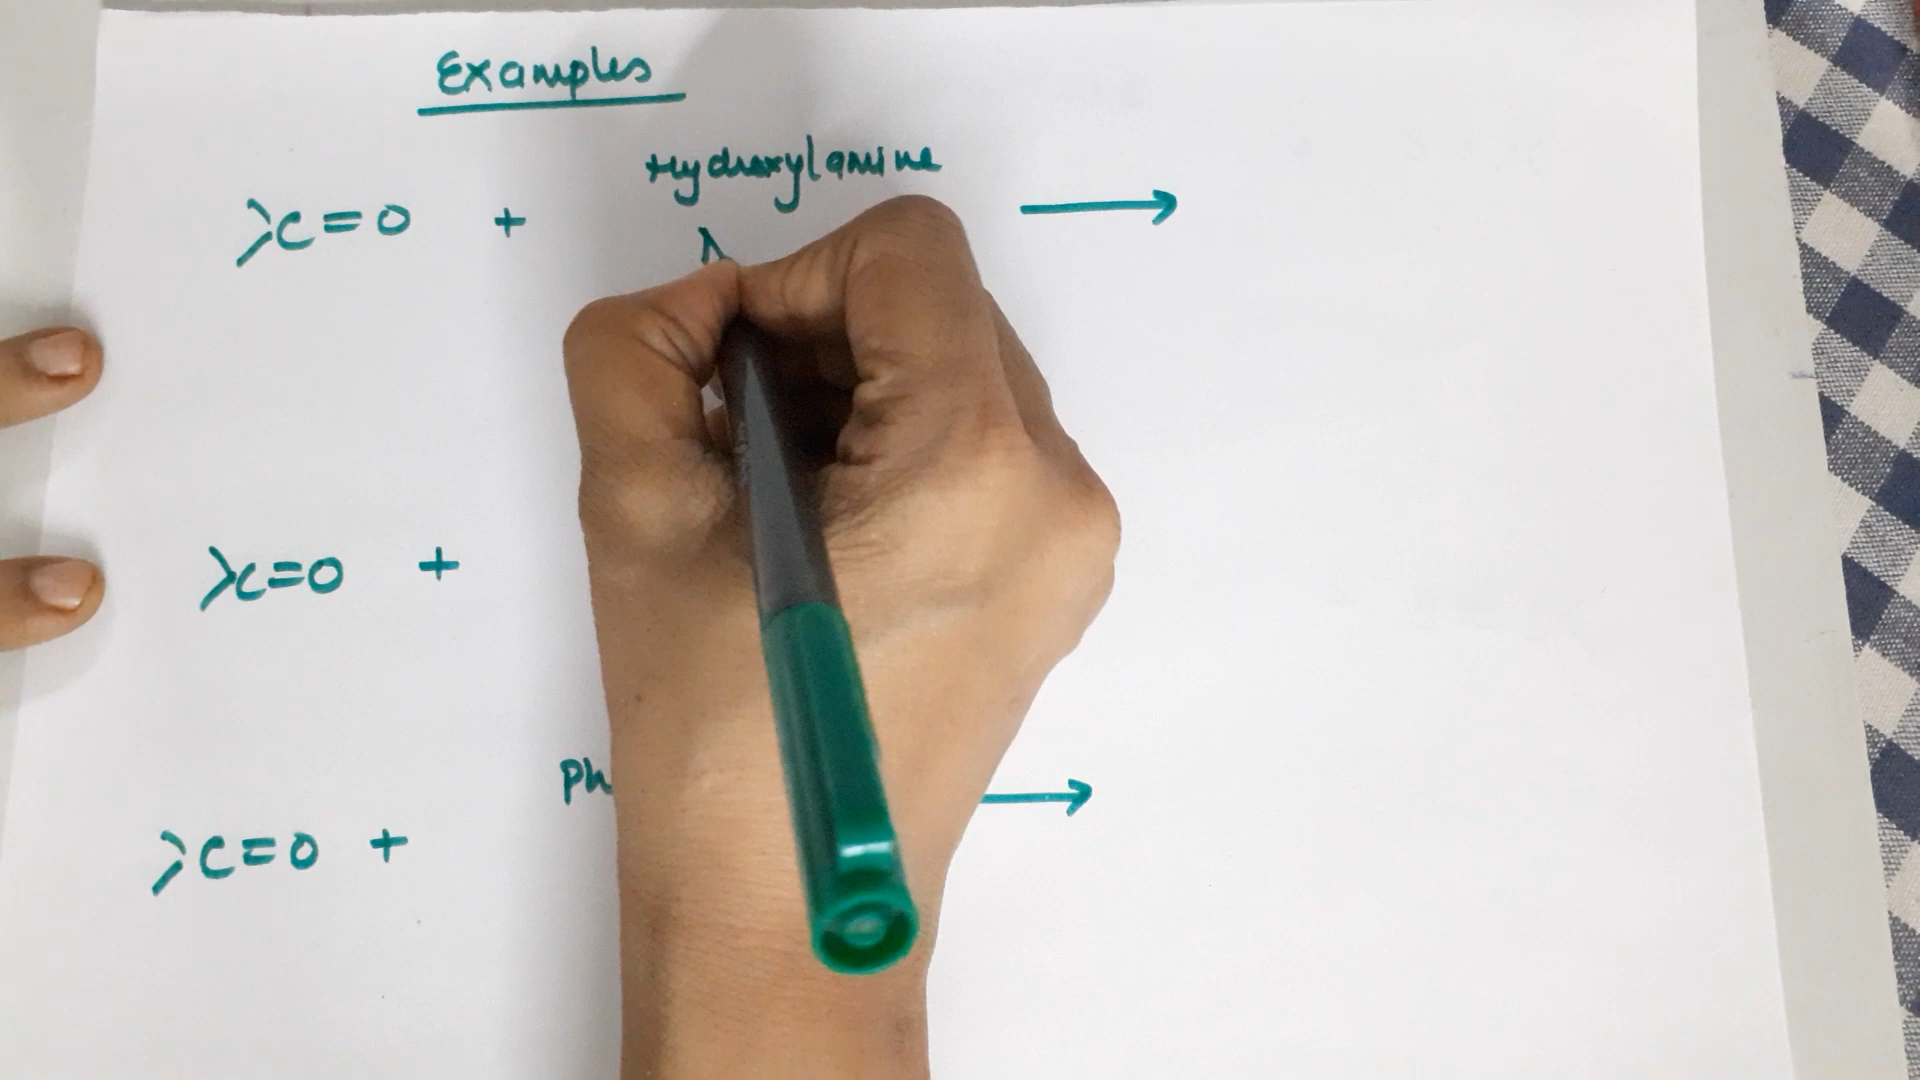 Examples
Hydroxylamine
>C=O + ⟶
>C=O +
Ph ⟶
>C=O +